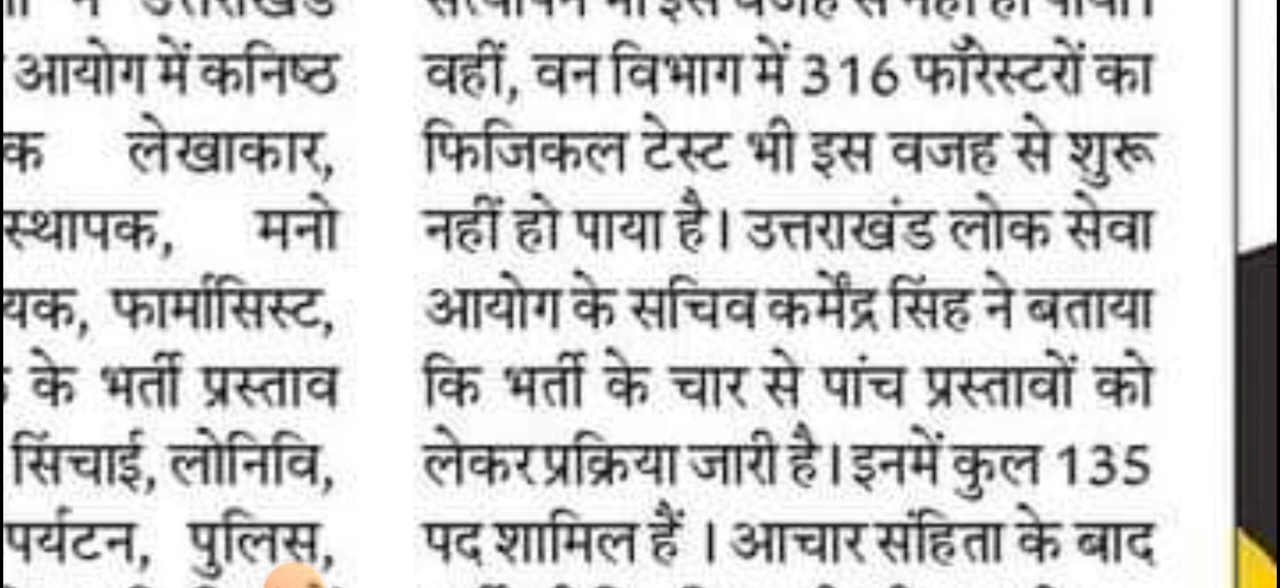 आयोग में कनिष्ठ
क लेखाकार,
स्थापक, मनो
यक, फार्मासिस्ट,
के भर्ती प्रस्ताव
सिंचाई, लोनिवि,
पर्यटन, पुलिस,
वहीं, वन विभाग में 316 फॉरेस्टरों का
फिजिकल टेस्ट भी इस वजह से शुरू
नहीं हो पाया है। उत्तराखंड लोक सेवा
आयोग के सचिव कर्मेंद्र सिंह ने बताया
कि भर्ती के चार से पांच प्रस्तावों को
लेकर प्रक्रिया जारी है। इनमें कुल 135
पद शामिल हैं । आचार संहिता के बाद